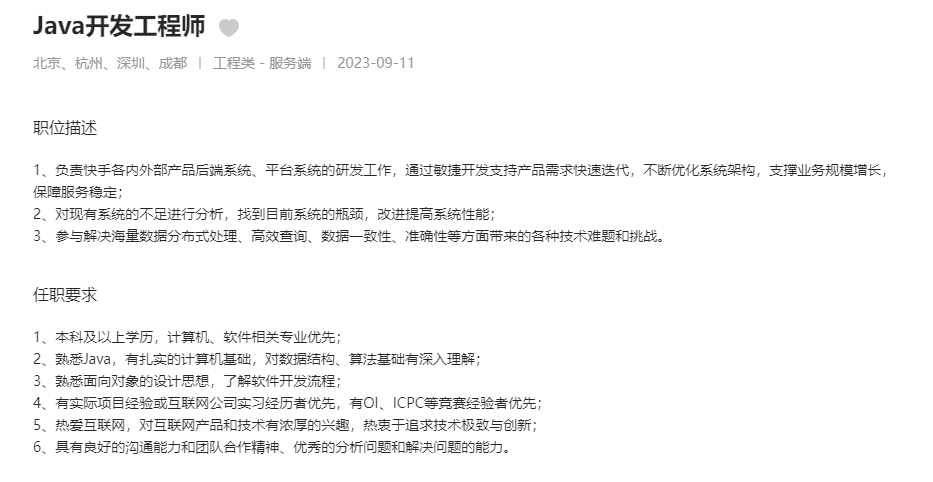 Java开发工程师
北京、杭州、深圳、成都 | 工程类 - 服务端 | 2023-09-11
职位描述
1、负责快手各内外部产品后端系统、平台系统的研发工作，通过敏捷开发支持产品需求快速迭代，不断优化系统架构，支撑业务规模增长，
保障服务稳定；
2、对现有系统的不足进行分析，找到目前系统的瓶颈，改进提高系统性能；
3、参与解决海量数据分布式处理、高效查询、数据一致性、准确性等方面带来的各种技术难题和挑战。
任职要求
1、本科及以上学历，计算机、软件相关专业优先；
2、熟悉Java，有扎实的计算机基础，对数据结构、算法基础有深入理解；
3、熟悉面向对象的设计思想，了解软件开发流程；
4、有实际项目经验或互联网公司实习经历者优先，有OI、ICPC等竞赛经验者优先；
5、热爱互联网，对互联网产品和技术有浓厚的兴趣，热衷于追求技术极致与创新；
6、具有良好的沟通能力和团队合作精神、优秀的分析问题和解决问题的能力。